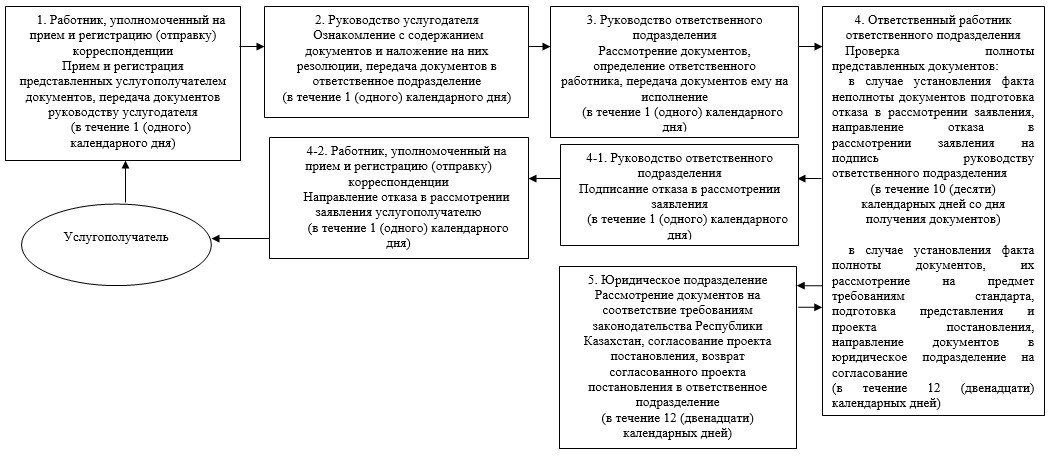 1. Работник, уполномоченный на
прием и регистрацию (отправку)
корреспонденции
Прием и регистрация
представленных услугополучателем
документов, передача документов
руководству услугодателя
(в течение 1 (одного)
календарного дня)
2. Руководство услугодателя
Ознакомление с содержанием
документов и наложение на них
резолюции, передача документов в
ответственное подразделение
(в течение 1 (одного) календарного дня)
3. Руководство ответственного
подразделения
Рассмотрение документов,
определение ответственного
работника, передача документов ему на
исполнение
(в течение 1 (одного) календарного
дня)
4. Ответственный работник
ответственного подразделения
Проверка полноты
представленных документов:
в случае установления факта
неполноты документов подготовка
отказа в рассмотрении заявления,
направление отказа в
рассмотрении заявления на
подпись руководству
ответственного подразделения
(в течение 10 (десяти)
календарных дней со дня
получения документов)
в случае установления факта
полноты документов, их
рассмотрение на предмет
требованиям стандарта,
подготовка представления и
проекта постановления,
направление документов в
юридическое подразделение на
согласование
(в течение 12 (двенадцати)
календарных дней)
4-2. Работник, уполномоченный на
прием и регистрацию (отправку)
корреспонденции
Направление отказа в рассмотрении
заявления услугополучателю
(в течение 1 (одного) календарного
дня)
4-1. Руководство ответственного
подразделения
Подписание отказа в рассмотрении
заявления
(в течение 1 (одного) календарного
дня)
Услугополучатель
5. Юридическое подразделение
Рассмотрение документов на
соответствие требованиям
законодательства Республики
Казахстан, согласование проекта
постановления, возврат
согласованного проекта
постановления в ответственное
подразделение
(в течение 12 (двенадцати)
календарных дней)